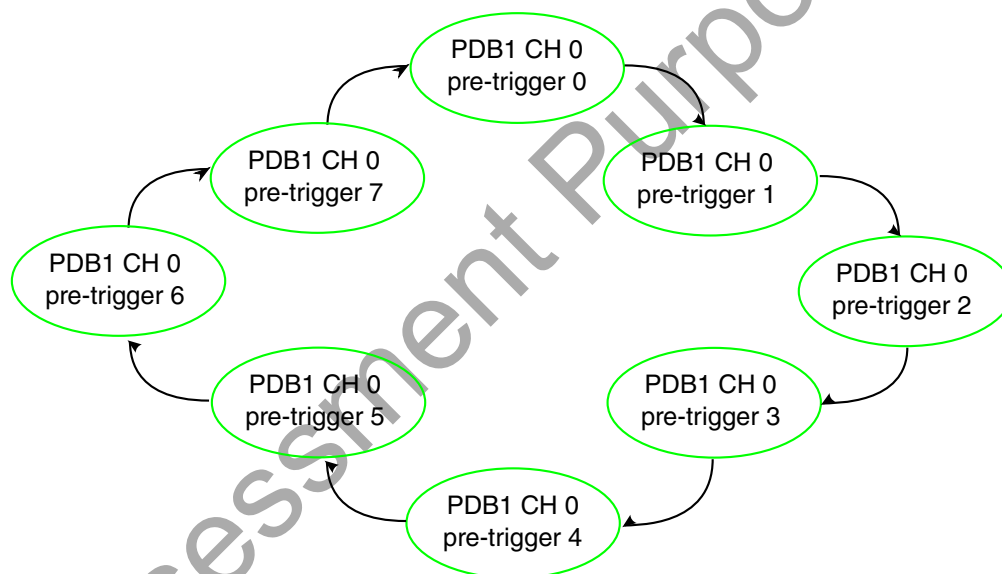 PDB1 CH 0
pre-trigger 0
PDB1 CH 0
pre-trigger 1
PDB1 CH 0
pre-trigger 2
PDB1 CH 0
pre-trigger 3
PDB1 CH 0
pre-trigger 4
PDB1 CH 0
pre-trigger 5
PDB1 CH 0
pre-trigger 6
PDB1 CH 0
pre-trigger 7